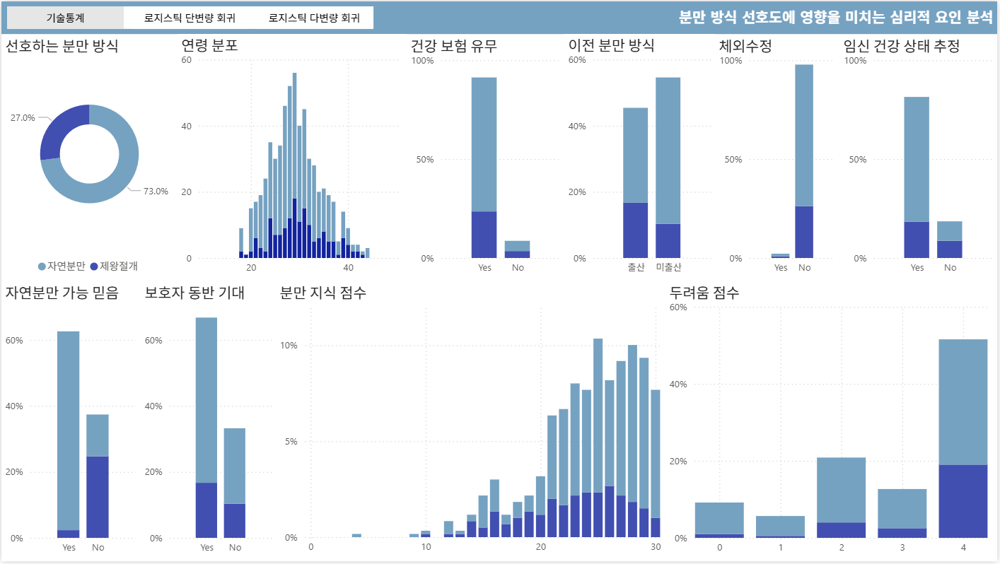 기술통계
로지스틱 단변량 회귀
로지스틱 다변량 회귀
분만 방식 선호도에 영향을 미치는 심리적 요인 분석
선호하는 분만 방식
27.0%
73.0%
자연분만
제왕절개
연령 분포
60
40
20
0
20
40
건강 보험 유무
100%
50%
0%
Yes
No
이전 분만 방식
60%
40%
20%
0%
출산
미출산
체외수정
100%
50%
0%
Yes
No
임신 건강 상태 추정
100%
50%
0%
Yes
No
자연분만 가능 믿음
60%
40%
20%
0%
Yes
No
보호자 동반 기대
60%
40%
20%
0%
Yes
No
분만 지식 점수
10%
5%
0%
0
10
20
30
두려움 점수
60%
40%
20%
0%
0
1
2
3
4